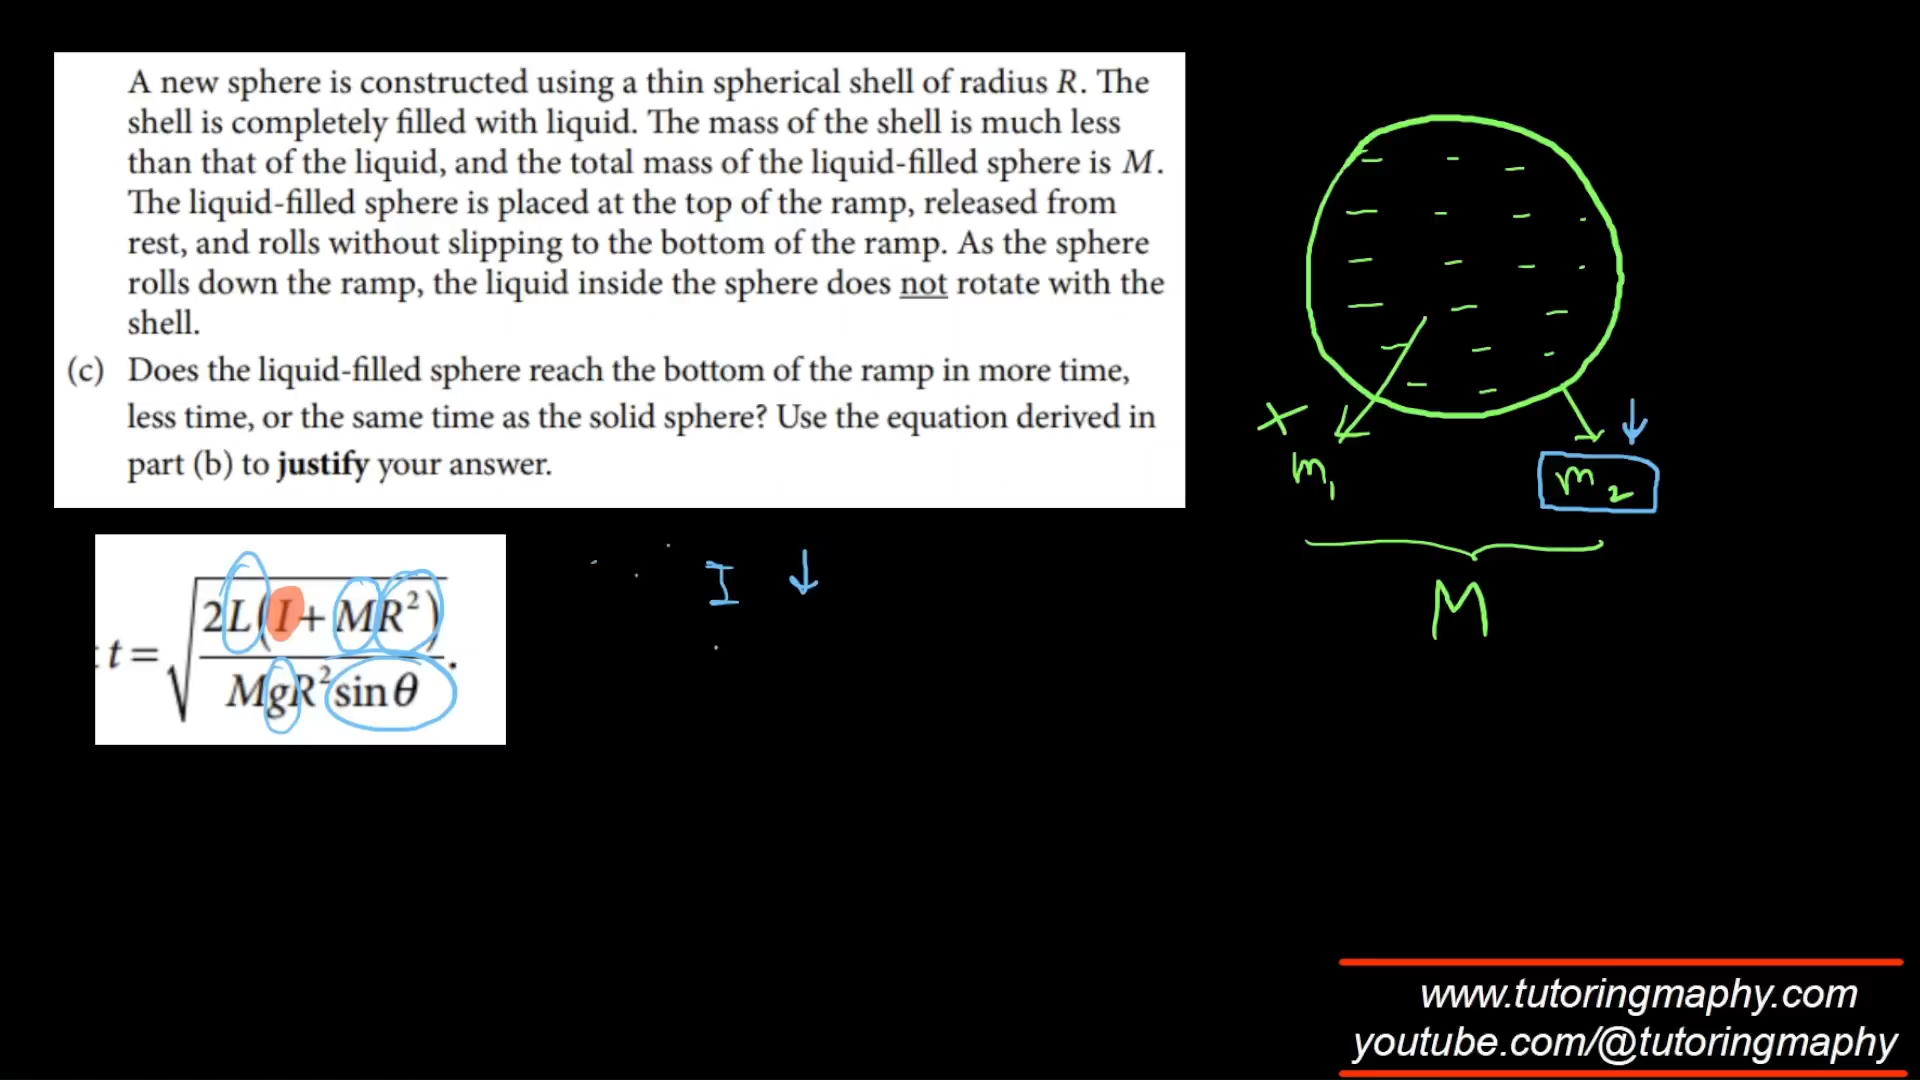 A new sphere is constructed using a thin spherical shell of radius R. The
shell is completely filled with liquid. The mass of the shell is much less
than that of the liquid, and the total mass of the liquid-filled sphere is M.
The liquid-filled sphere is placed at the top of the ramp, released from
rest, and rolls without slipping to the bottom of the ramp. As the sphere
rolls down the ramp, the liquid inside the sphere does not rotate with the
shell.
(c) Does the liquid-filled sphere reach the bottom of the ramp in more time,
less time, or the same time as the solid sphere? Use the equation derived in
part (b) to justify your answer.
m₁
m₂
M
t = √(2L(I + MR²) / MgR² sin θ).
I ↓
www.tutoringmaphy.com
youtube.com/@tutoringmaphy